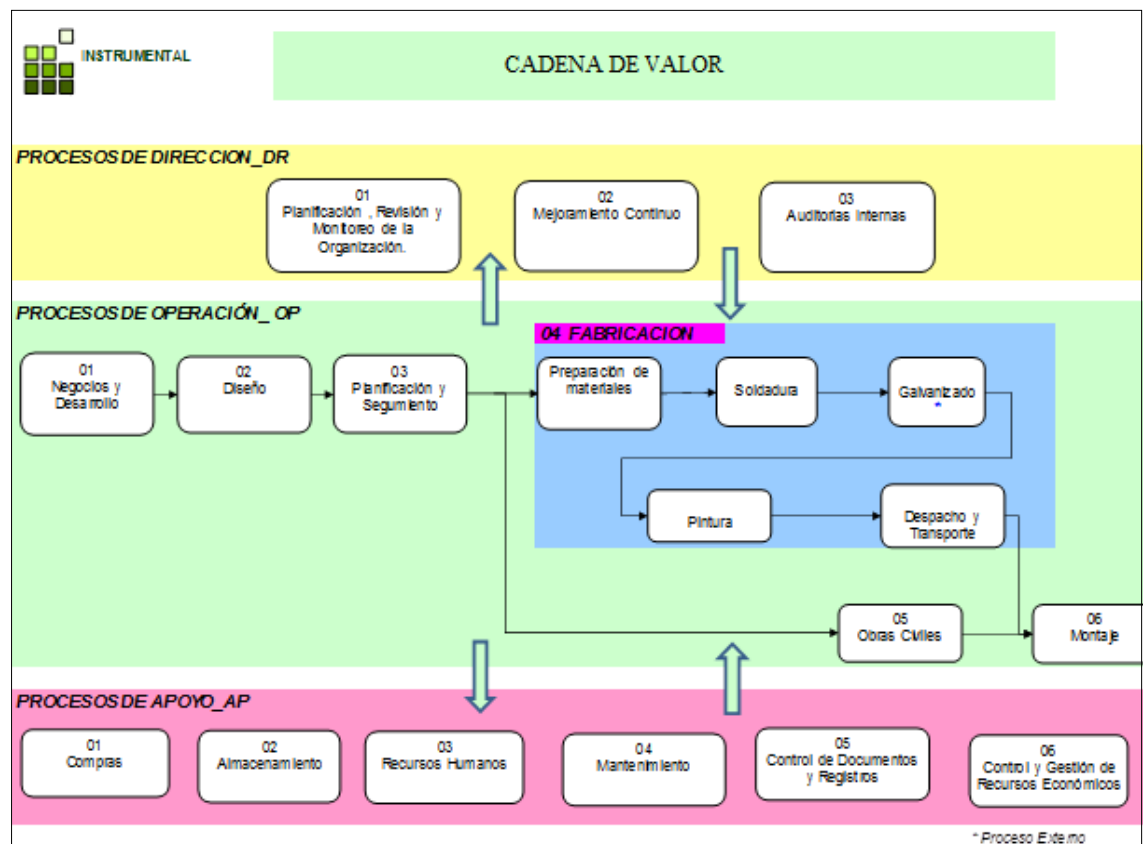 INSTRUMENTAL
CADENA DE VALOR
PROCESOS DE DIRECCION_DR
01
Planificación , Revisión y
Monitoreo de la
Organización.
02
Mejoramiento Continuo
03
Auditorias Internas
PROCESOS DE OPERACIÓN_ OP
01
Negocios y
Desarrollo
02
Diseño
03
Planificación y
Seguimiento
04 FABRICACION
Preparación de
materiales
Soldadura
Galvanizado
*
Pintura
Despacho y
Transporte
05
Obras Civiles
06
Montaje
PROCESOS DE APOYO_AP
01
Compras
02
Almacenamiento
03
Recursos Humanos
04
Mantenimiento
05
Control de Documentos
y Registros
06
Control y Gestión de
Recursos Económicos
* Proceso Externo